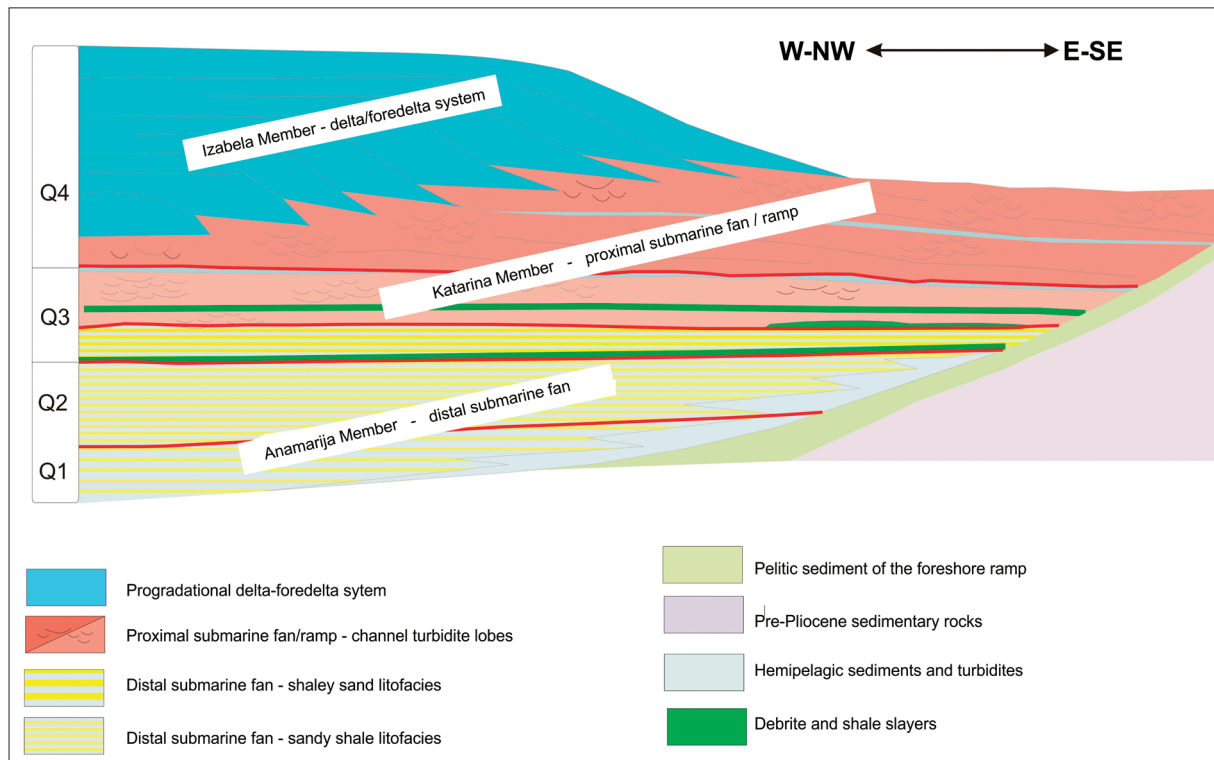 W-NW E-SE
Izabela Member - delta/foredelta system
Q4
Katarina Member - proximal submarine fan / ramp
Q3
Q2
Anamarija Member - distal submarine fan
Q1
Progradational delta-foredelta sytem
Proximal submarine fan/ramp - channel turbidite lobes
Distal submarine fan - shaley sand litofacies
Distal submarine fan - sandy shale litofacies
Pelitic sediment of the foreshore ramp
Pre-Pliocene sedimentary rocks
Hemipelagic sediments and turbidites
Debrite and shale slayers